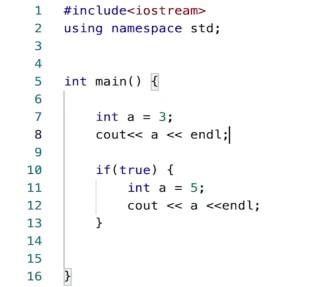 1 #include<iostream>
2 using namespace std;
3
4
5 int main() {
6
7 int a = 3;
8 cout<< a << endl;
9
10 if(true) {
11 int a = 5;
12 cout << a <<endl;
13 }
14
15
16 }